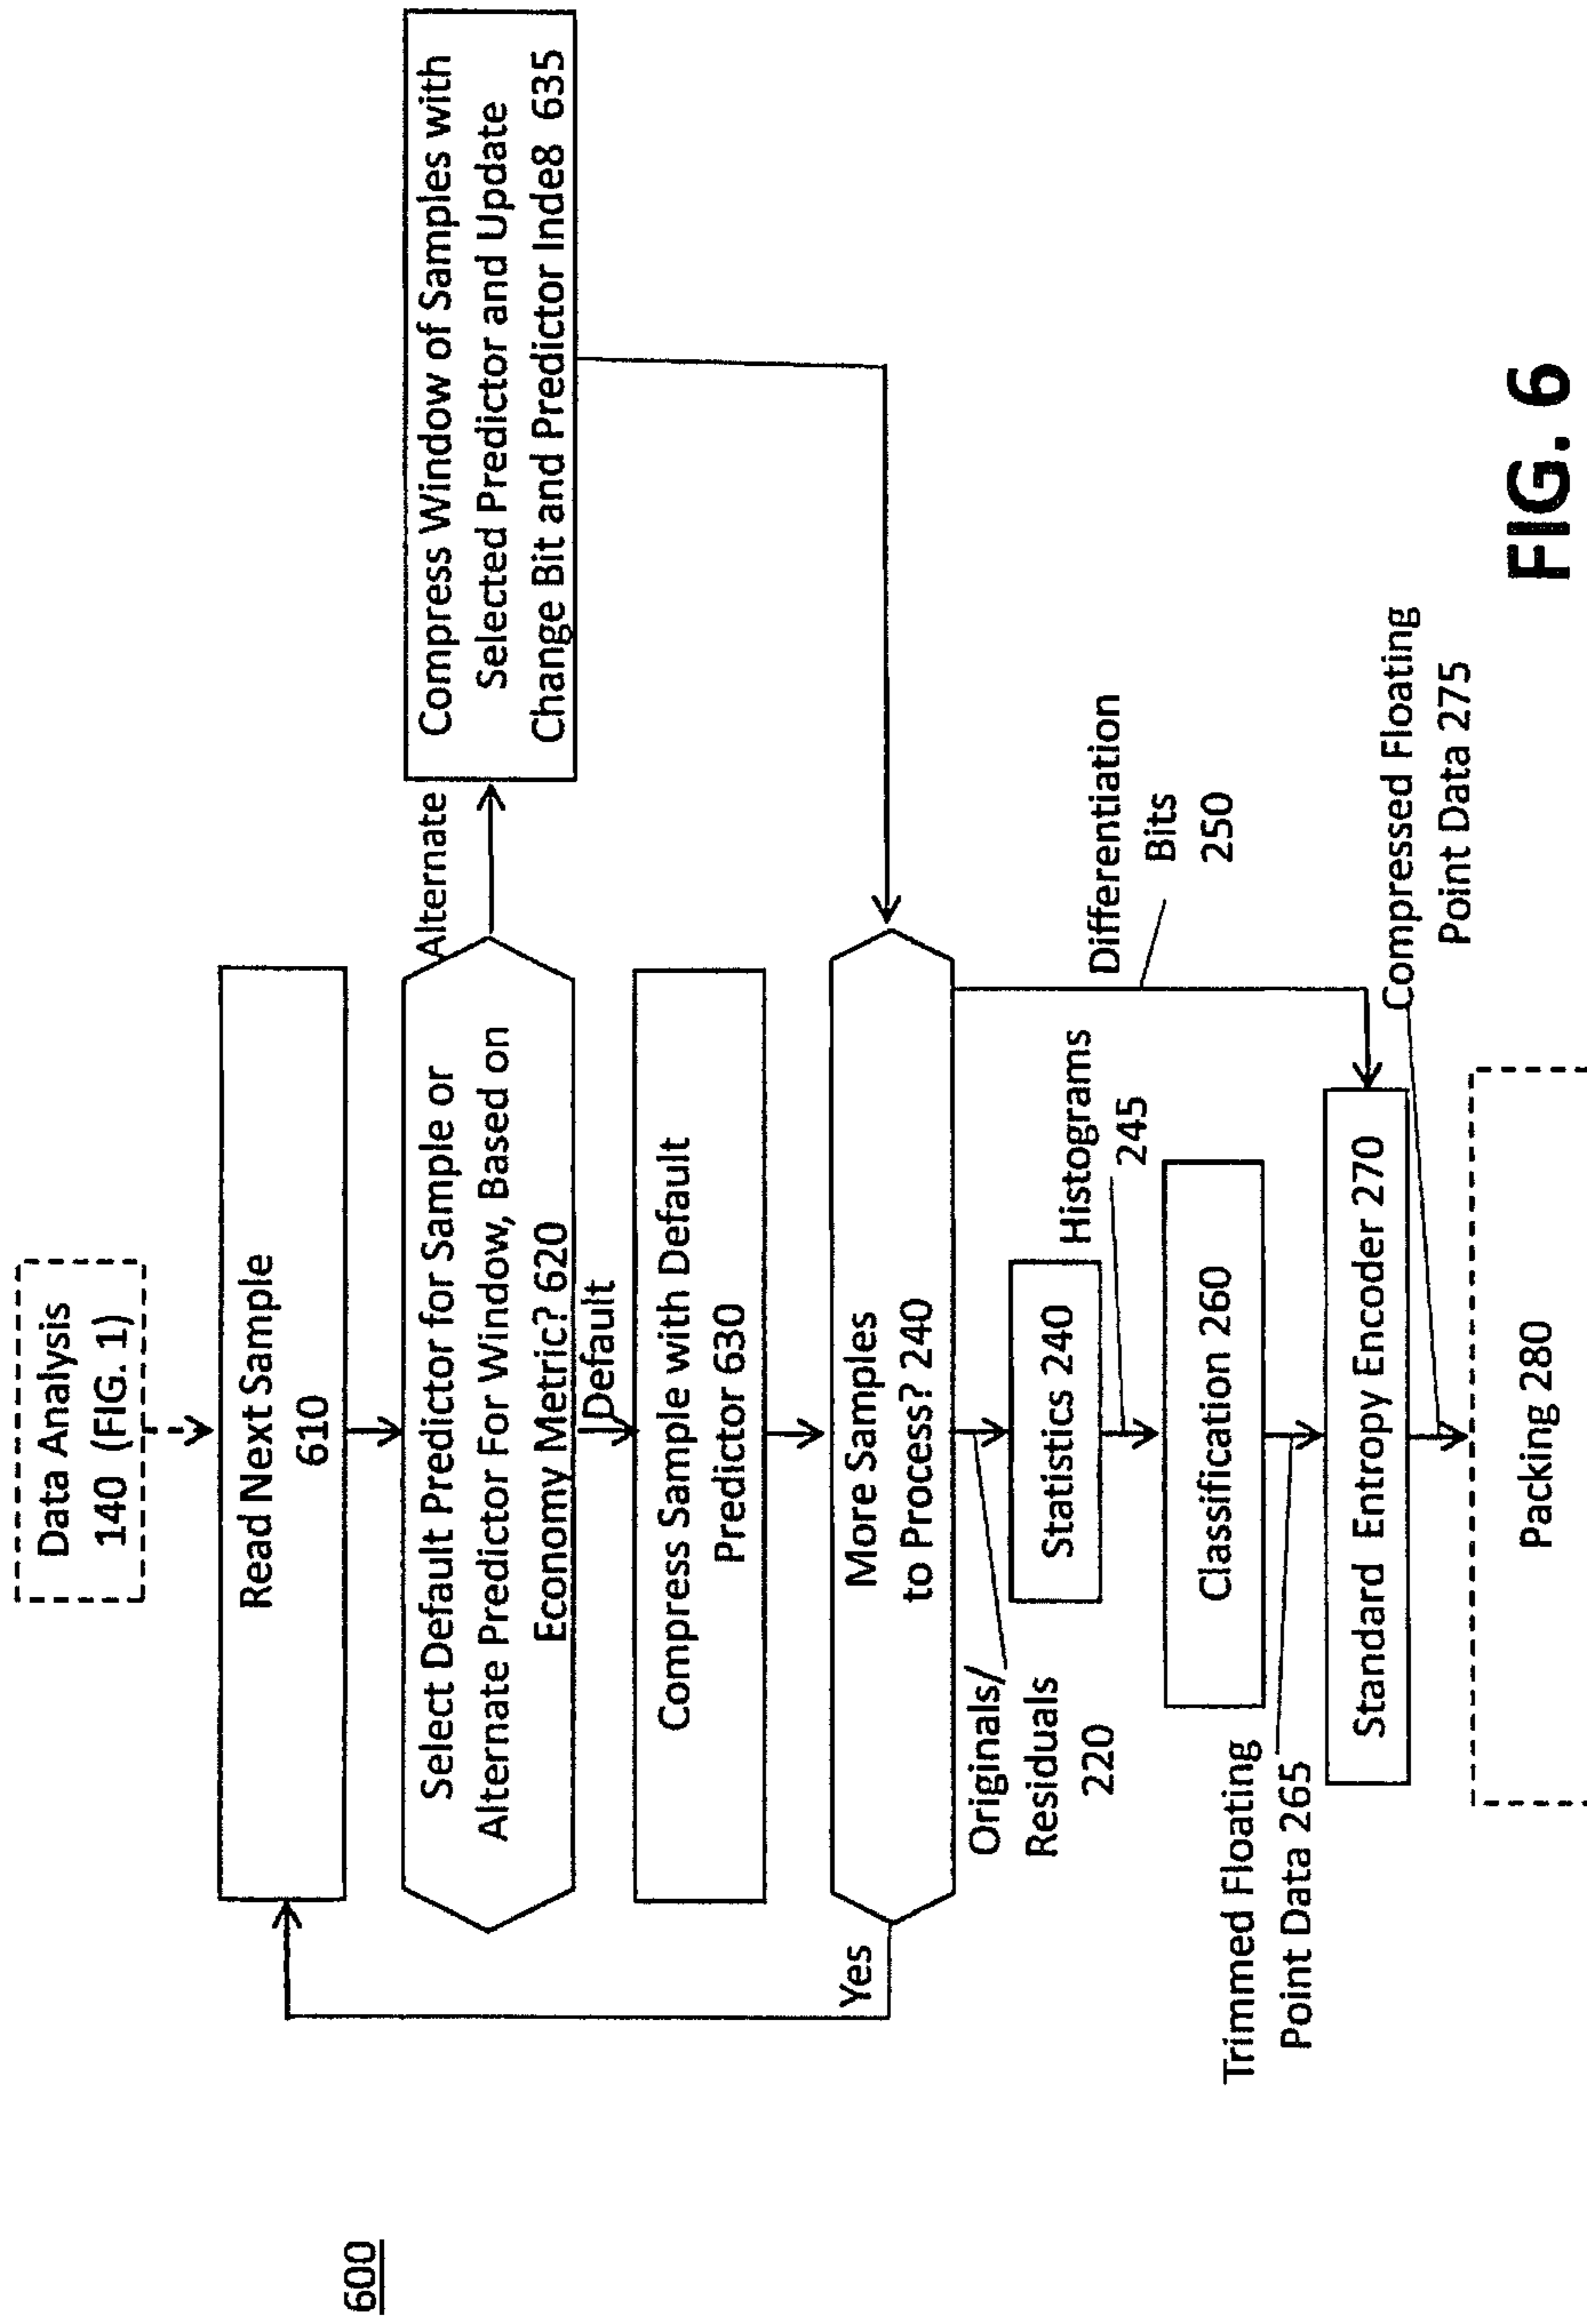 600
Data Analysis
140 (FIG. 1)
Read Next Sample
610
Select Default Predictor for Sample or
Alternate Predictor For Window, Based on
Economy Metric? 620
Alternate
Compress Window of Samples with
Selected Predictor and Update
Change Bit and Predictor Inde8 635
Default
Compress Sample with Default
Predictor 630
More Samples
to Process? 240
Yes
Originals/
Residuals
220
Differentiation
Bits
250
Statistics 240
Histograms
245
Classification 260
Trimmed Floating
Point Data 265
Standard Entropy Encoder 270
Compressed Floating
Point Data 275
Packing 280
FIG. 6